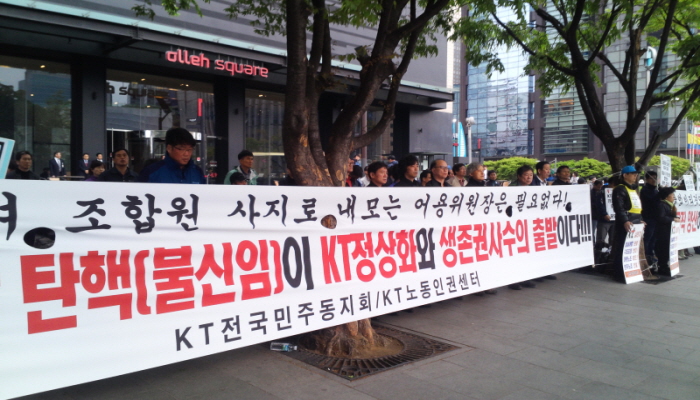 olleh square
조합원 사지로 내모는 어용위원장은 필요없다!
탄핵(불신임)이 KT정상화와 생존권사수의 출발이다!!!
KT전국민주동지회/KT노동인권센터